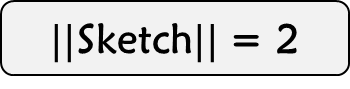 ||Sketch|| = 2